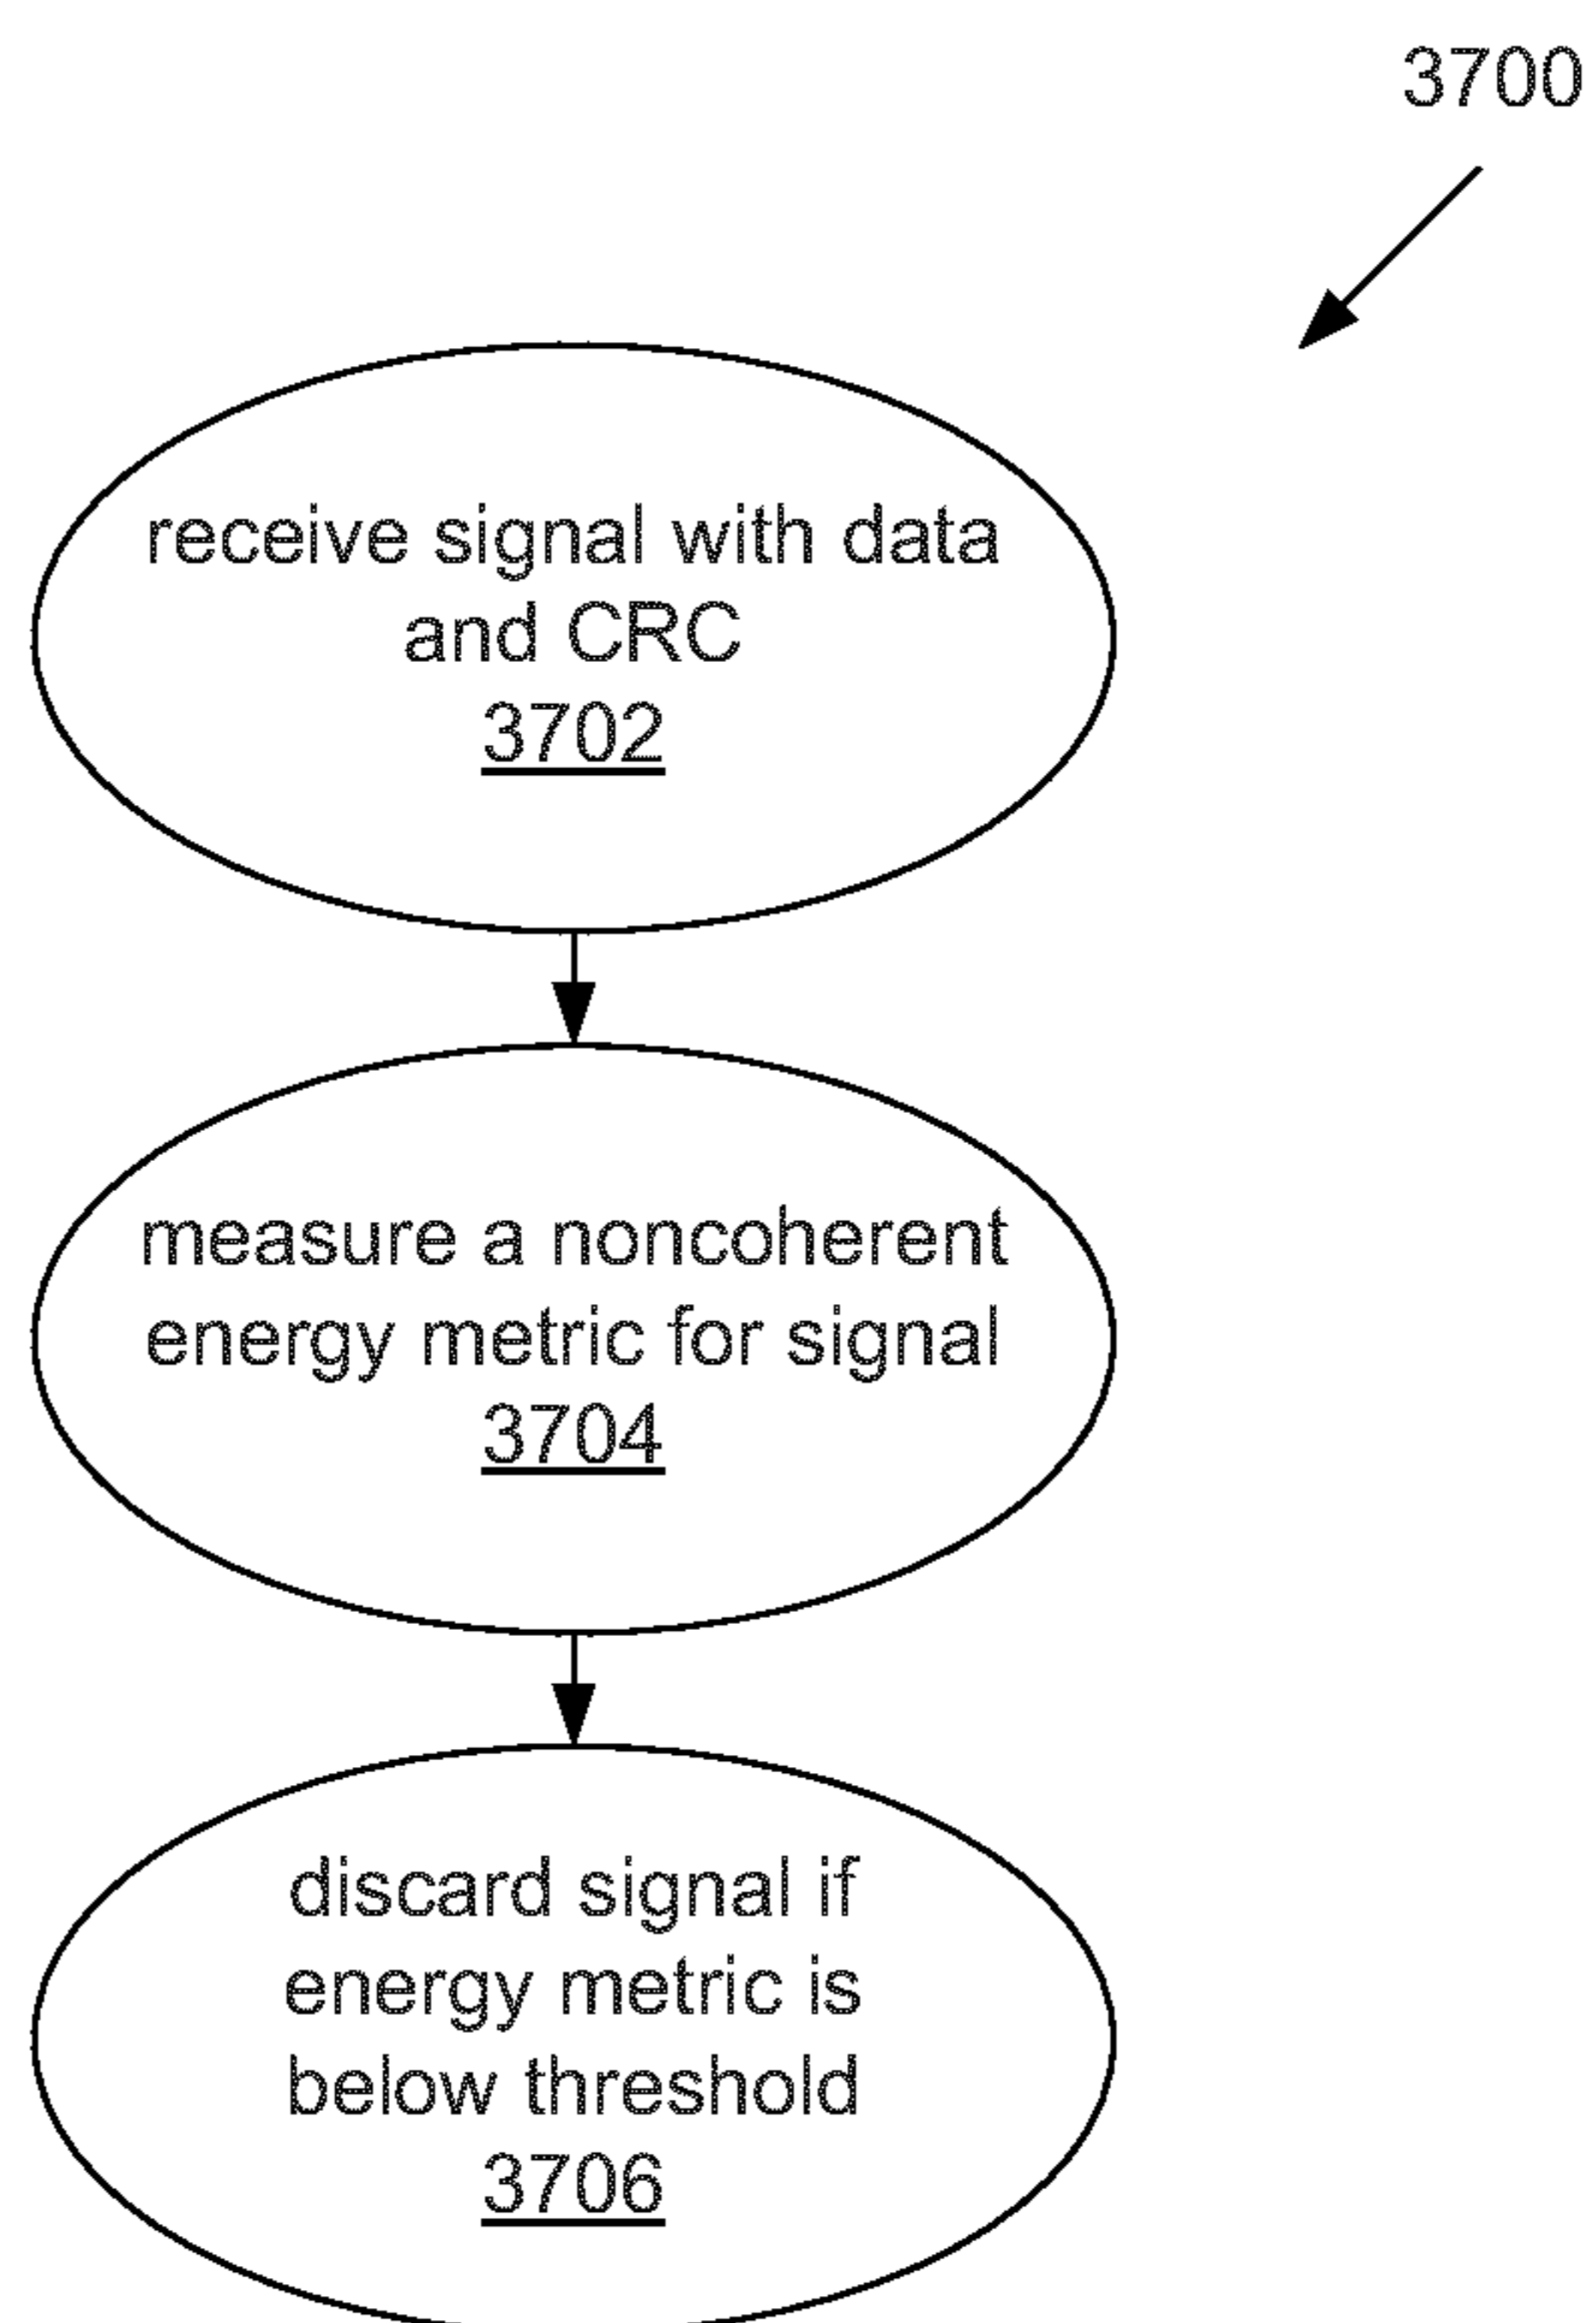 3700
receive signal with data
and CRC
3702
measure a noncoherent
energy metric for signal
3704
discard signal if
energy metric is
below threshold
3706